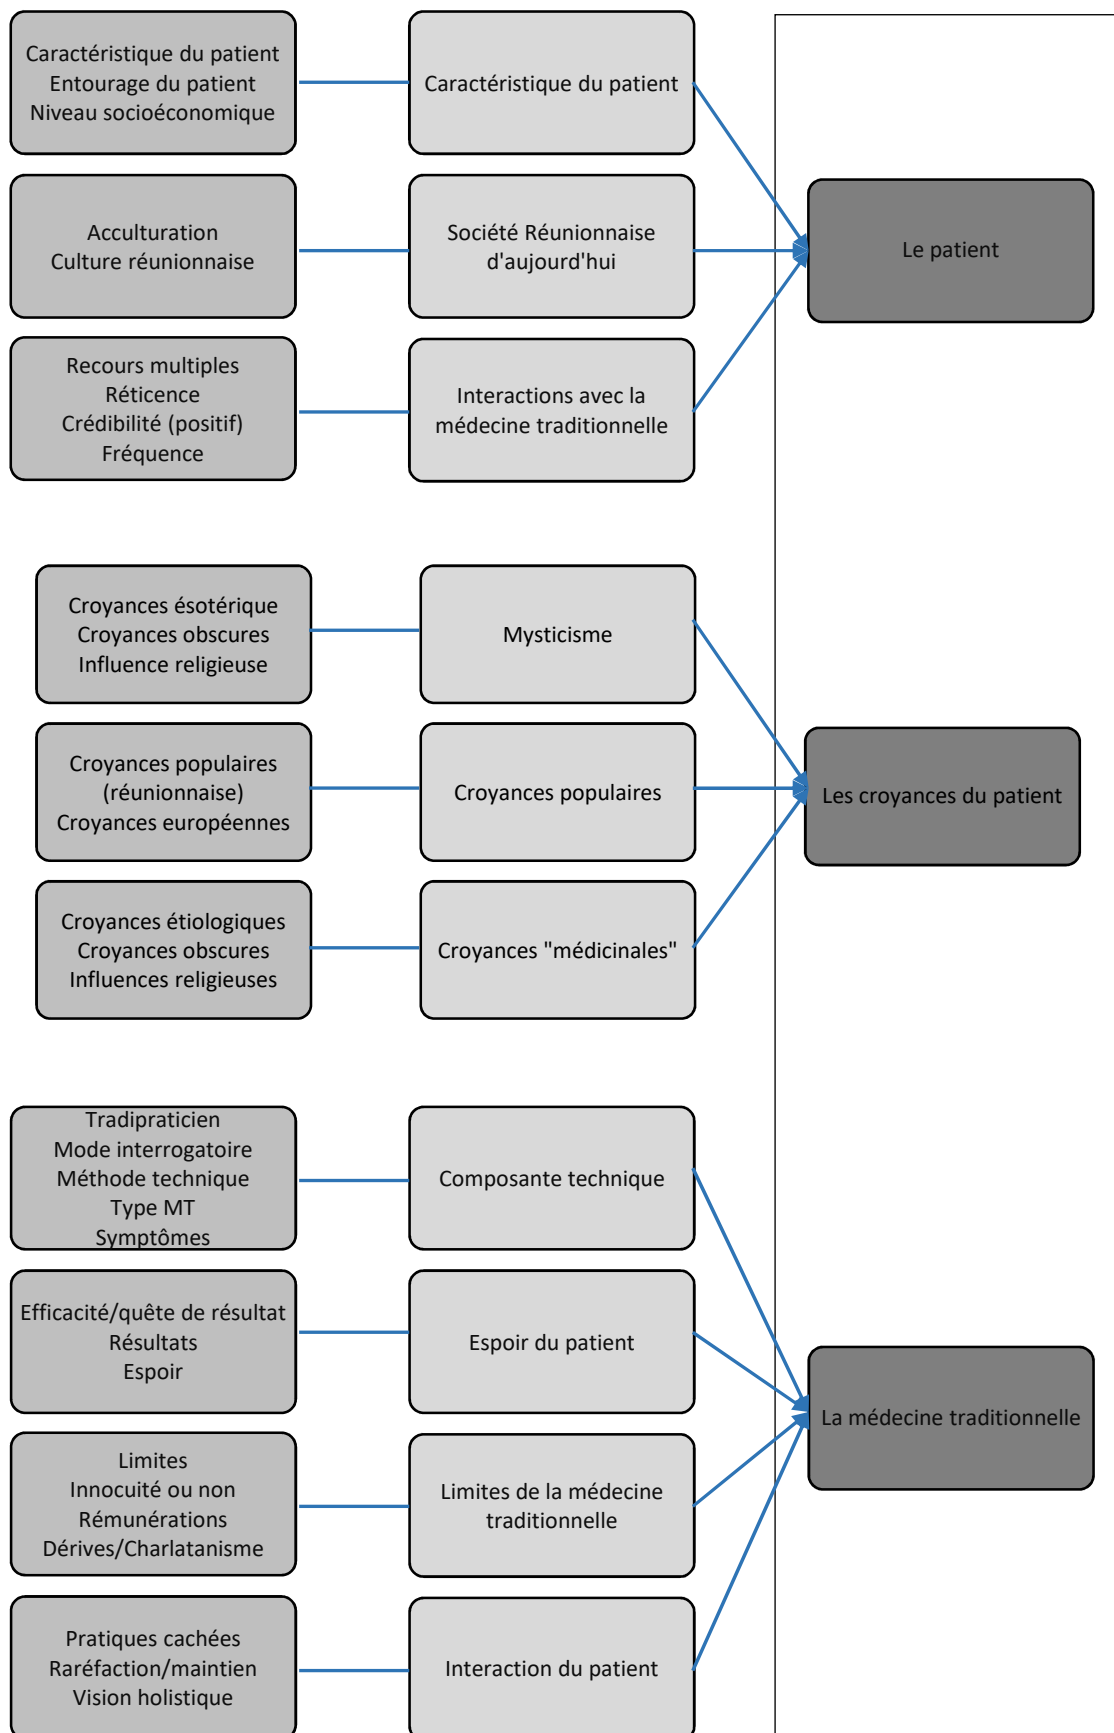 Caractéristique du patient
Entourage du patient
Niveau socioéconomique
Caractéristique du patient
Acculturation
Culture réunionnaise
Société Réunionnaise
d'aujourd'hui
Le patient
Recours multiples
Réticence
Crédibilité (positif)
Fréquence
Interactions avec la
médecine traditionnelle
Croyances ésotérique
Croyances obscures
Influence religieuse
Mysticisme
Croyances populaires
(réunionnaise)
Croyances européennes
Croyances populaires
Les croyances du patient
Croyances étiologiques
Croyances obscures
Influences religieuses
Croyances "médicinales"
Tradipraticien
Mode interrogatoire
Méthode technique
Type MT
Symptômes
Composante technique
Efficacité/quête de résultat
Résultats
Espoir
Espoir du patient
La médecine traditionnelle
Limites
Innocuité ou non
Rémunérations
Dérives/Charlatanisme
Limites de la médecine
traditionnelle
Pratiques cachées
Raréfaction/maintien
Vision holistique
Interaction du patient